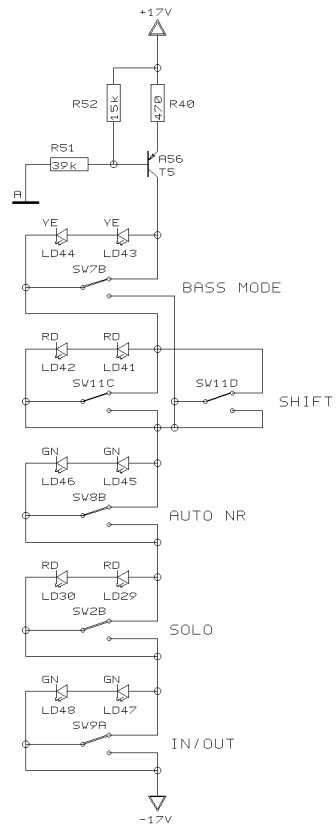 +17V
R52
15k
470
R40
R51
39k
A56
T5
A
YE YE
LD44 LD43
SW7B
BASS MODE
RD RD
LD42 LD41
SW11C SW11D
SHIFT
GN GN
LD46 LD45
SW8B
AUTO NR
RD RD
LD30 LD29
SW2B
SOLO
GN GN
LD48 LD47
SW9A
IN/OUT
-17V